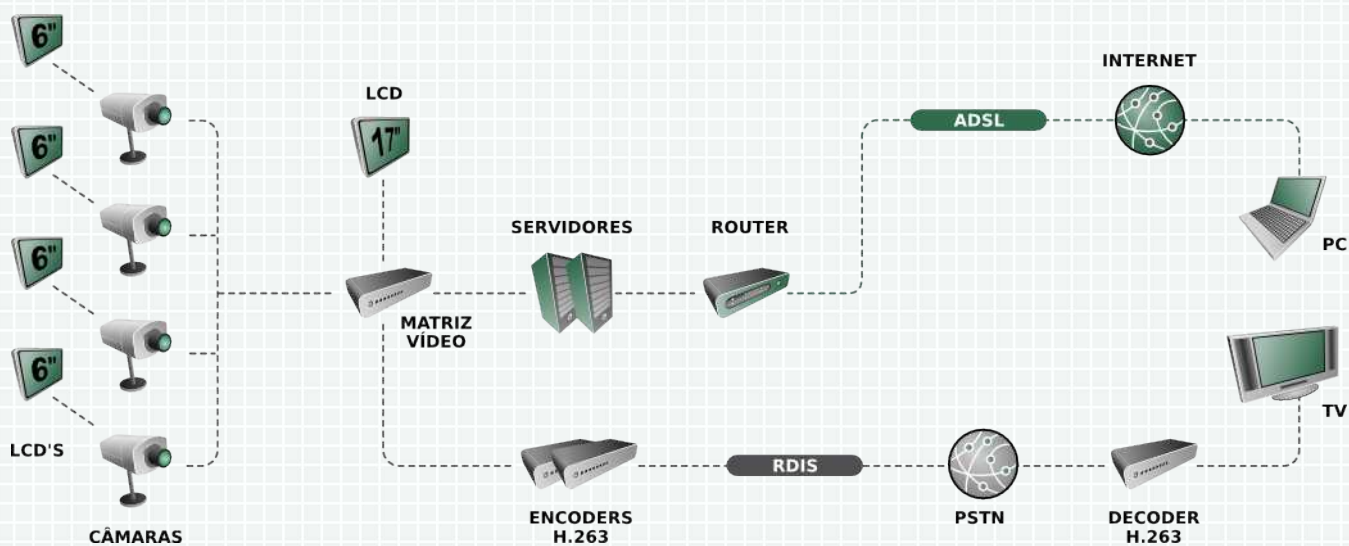 6"
6"
6"
6"
LCD'S
CÂMARAS
LCD
17"
MATRIZ
VÍDEO
SERVIDORES
ROUTER
ADSL
INTERNET
PC
ENCODERS
H.263
RDIS
PSTN
DECODER
H.263
TV